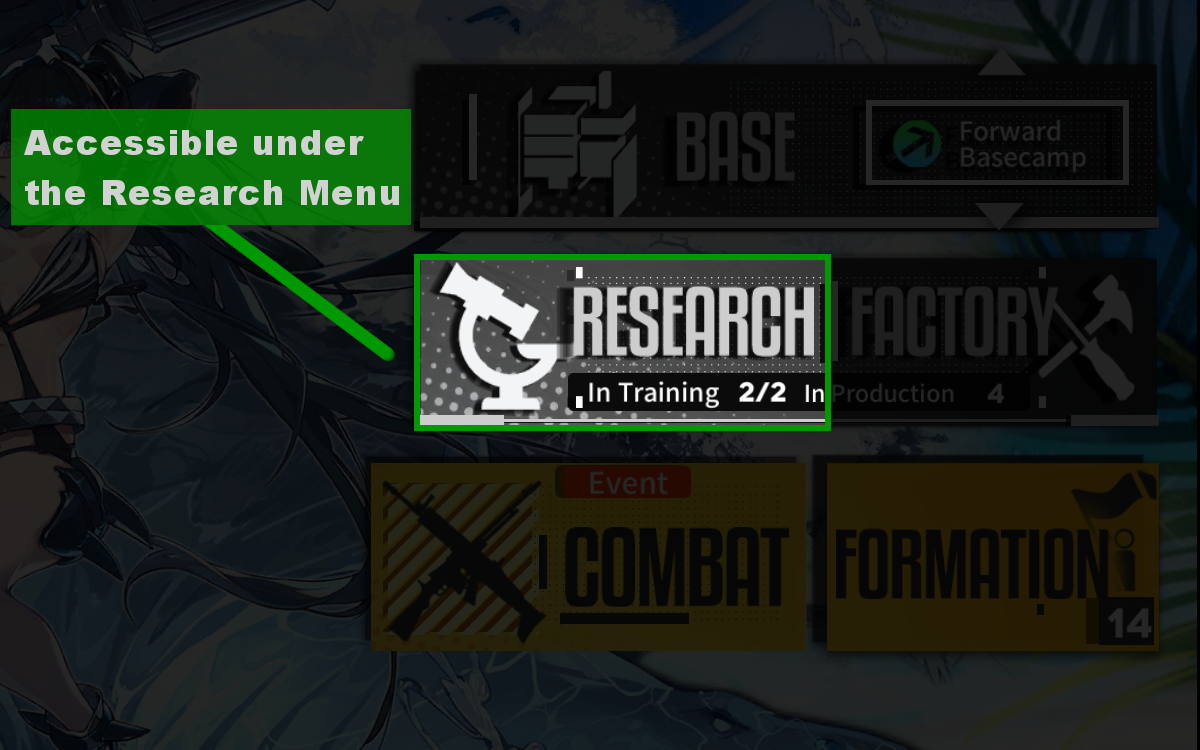 Accessible under
the Research Menu
BASE
Forward
Basecamp
RESEARCH
In Training 2/2
FACTORY
In Production 4
Event
COMBAT
FORMATION
14